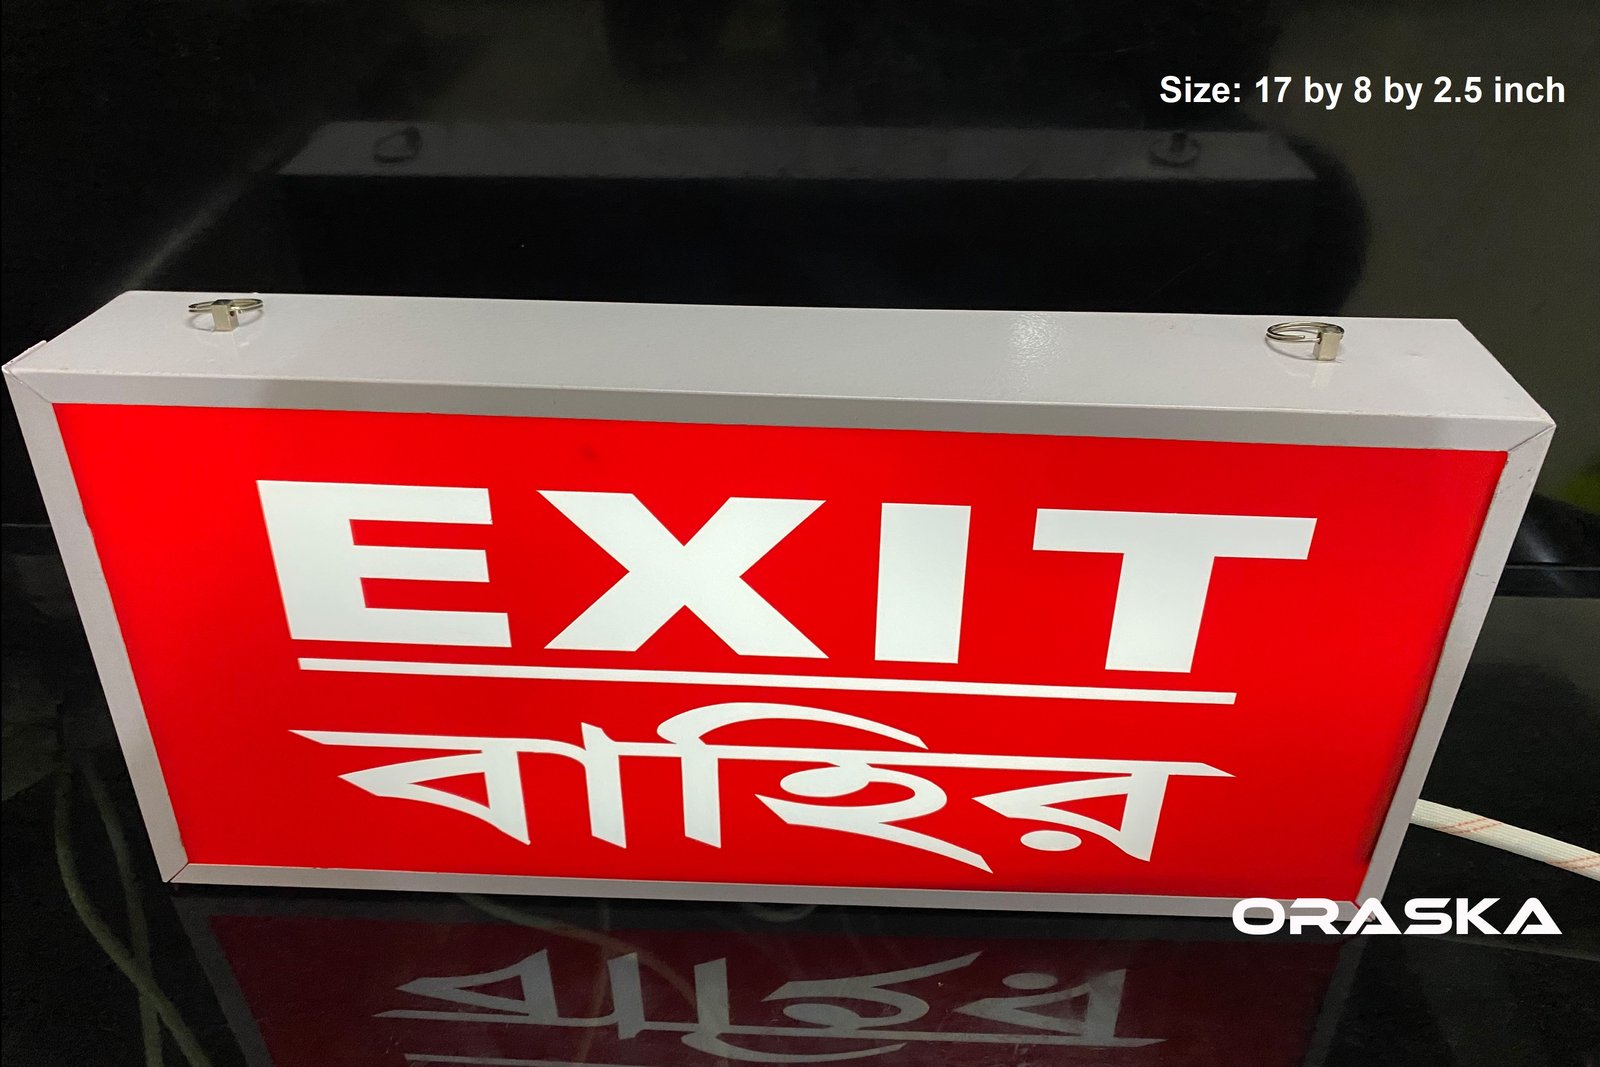 Size: 17 by 8 by 2.5 inch
EXIT
বাহির
ORASKA